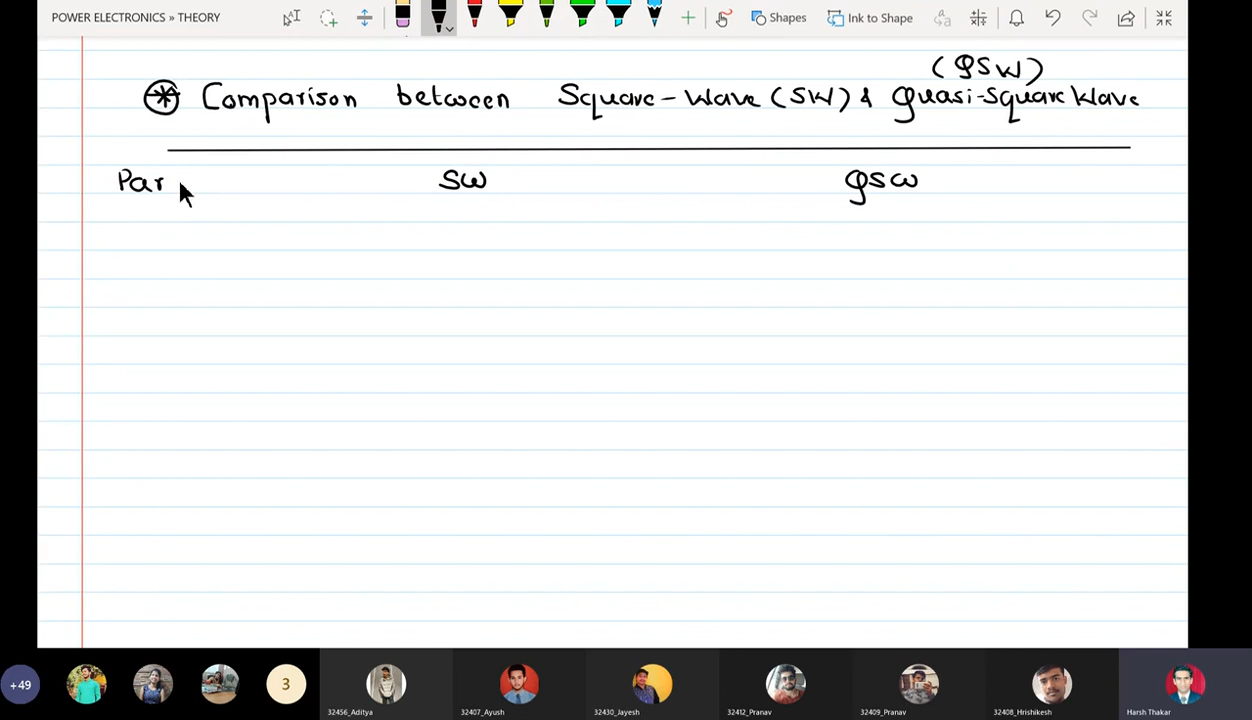 POWER ELECTRONICS » THEORY
Shapes
Ink to Shape
(QSW)
Comparison between Square-Wave (SW) & Quasi-Square Wave
Par SW QSW
+49
3
32456_Aditya
32407_Ayush
32430_Jayesh
32412_Pranav
32409_Pranav
32408_Hrishikesh
Harsh Thakar